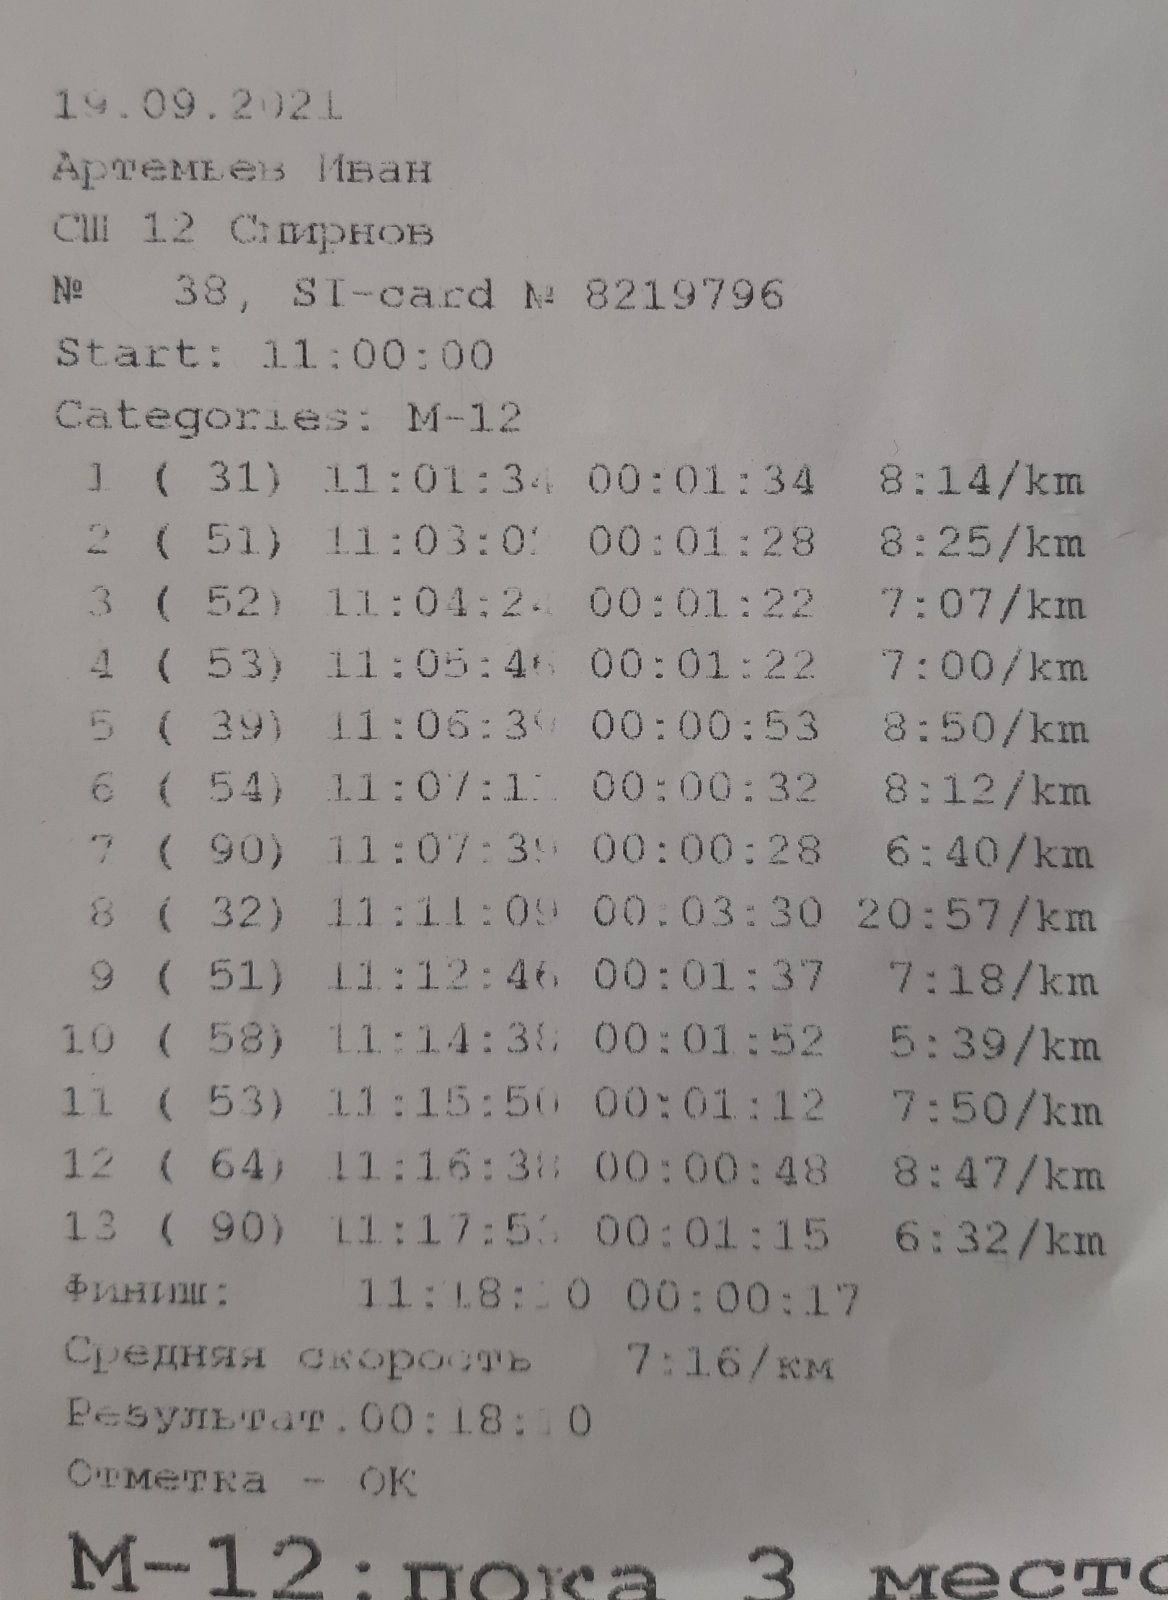 19.09.2021
Артемьев Иван
СШ 12 Смирнов
№ 38, SI-card № 8219796
Start: 11:00:00
Categories: М-12
1 ( 31) 11:01:34 00:01:34 8:14/km
2 ( 51) 11:03:02 00:01:28 8:25/km
3 ( 52) 11:04:24 00:01:22 7:07/km
4 ( 53) 11:05:46 00:01:22 7:00/km
5 ( 39) 11:06:39 00:00:53 8:50/km
6 ( 54) 11:07:11 00:00:32 8:12/km
7 ( 90) 11:07:39 00:00:28 6:40/km
8 ( 32) 11:11:09 00:03:30 20:57/km
9 ( 51) 11:12:46 00:01:37 7:18/km
10 ( 58) 11:14:38 00:01:52 5:39/km
11 ( 53) 11:15:50 00:01:12 7:50/km
12 ( 64) 11:16:38 00:00:48 8:47/km
13 ( 90) 11:17:53 00:01:15 6:32/km
Финиш: 11:18:10 00:00:17
Средняя скорость 7:16/км
Результат:00:18:10
Отметка - ОК
М-12:пока 3 место